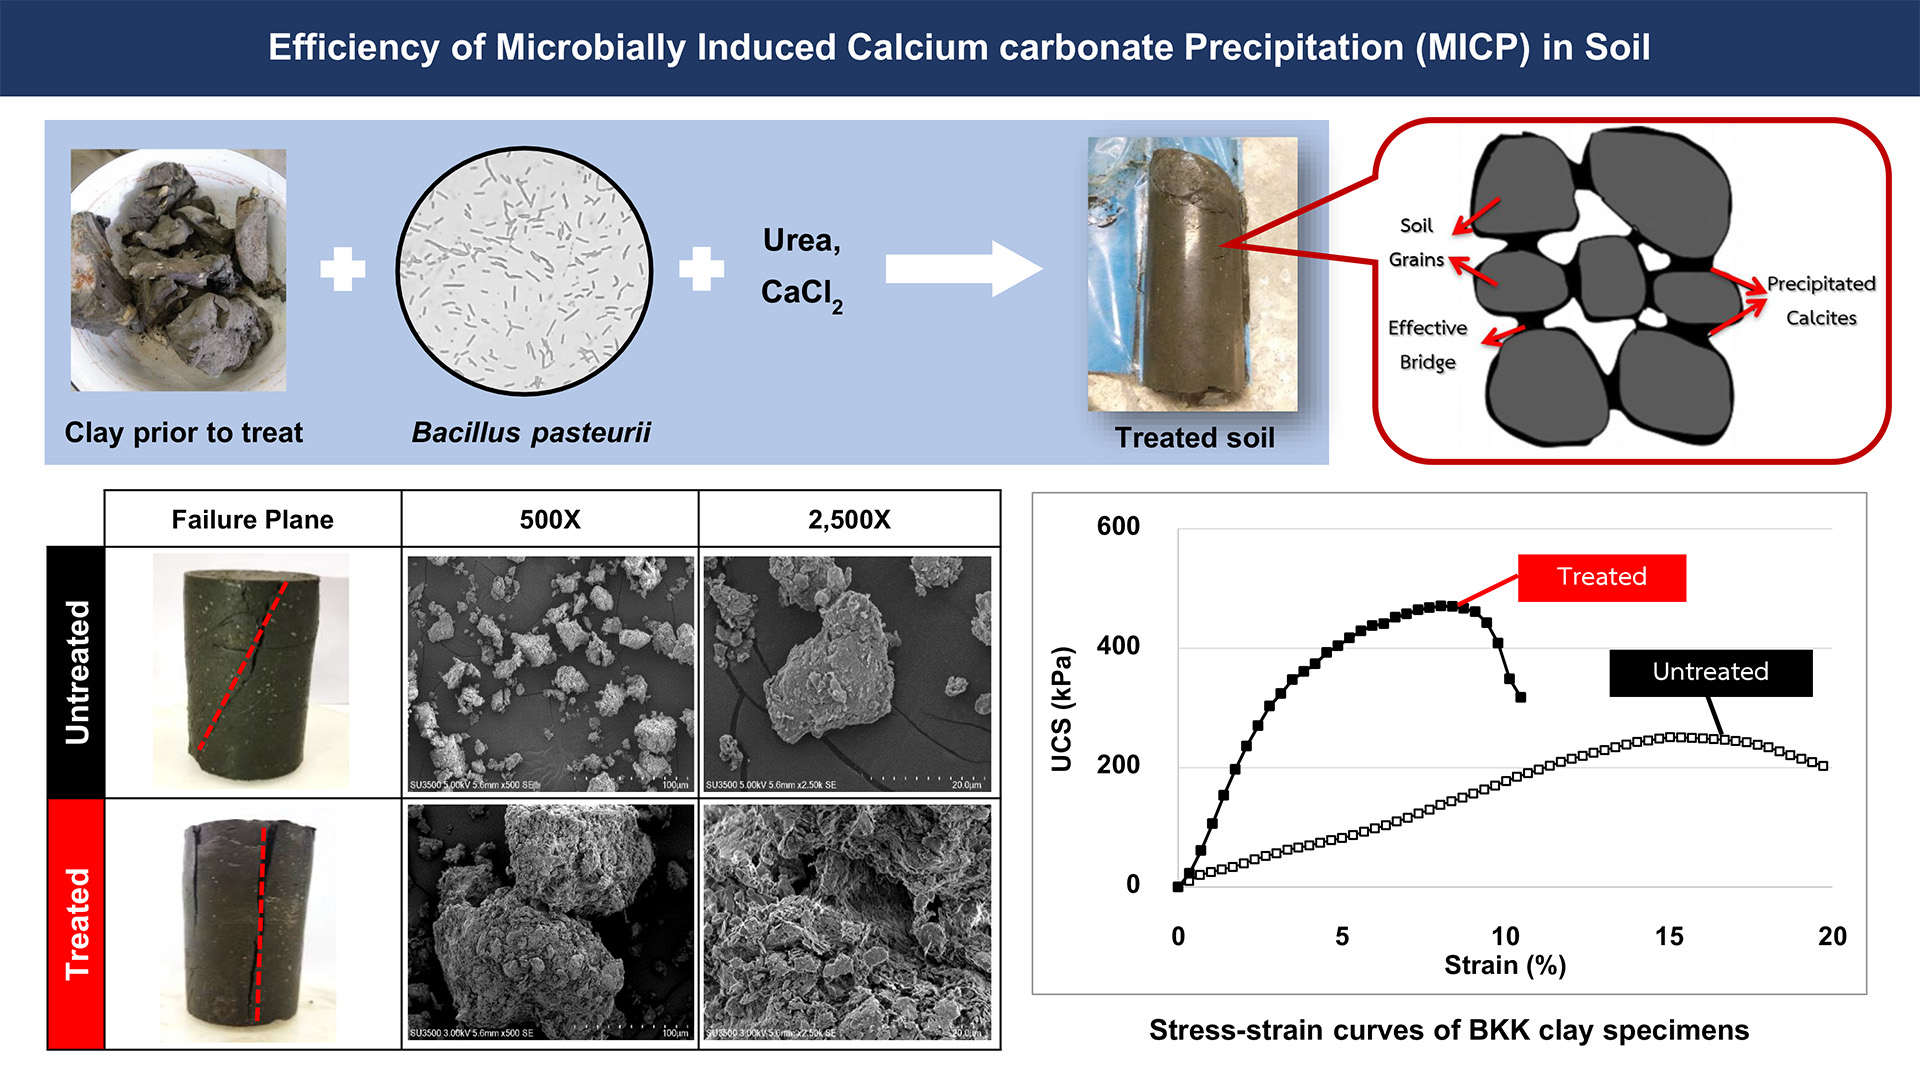 Efficiency of Microbially Induced Calcium carbonate Precipitation (MICP) in Soil
Clay prior to treat
Bacillus pasteurii
Urea,
CaCl2
Treated soil
Soil
Grains
Effective
Bridge
Precipitated
Calcites
Failure Plane
500X
2,500X
Untreated
SU3500 5.00kV 5.6mm x500 SE
100µm
SU3500 5.00kV 5.6mm x2.50k SE
20.0µm
Treated
SU3500 3.00kV 5.6mm x500 SE
100µm
SU3500 3.00kV 5.6mm x2.50k SE
20.0µm
600
400
200
0
UCS (kPa)
Treated
Untreated
0 5 10 15 20
Strain (%)
Stress-strain curves of BKK clay specimens